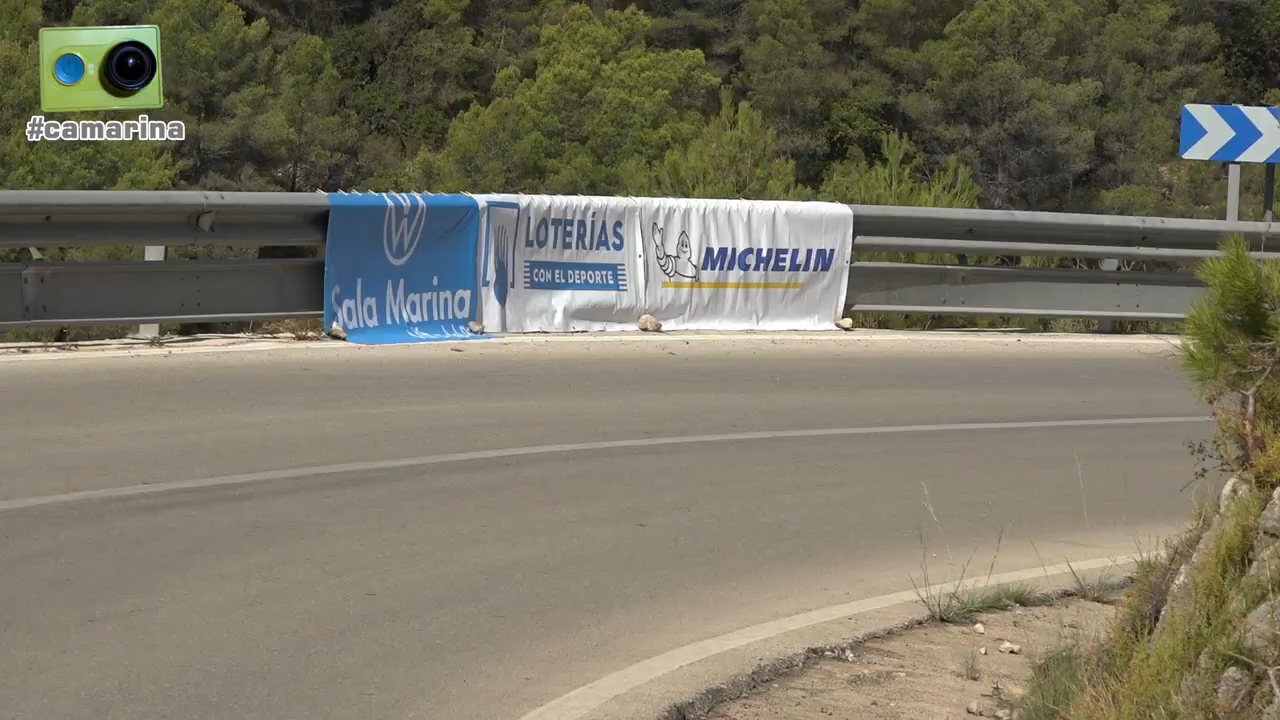 #camarina
Sala Marina
LOTERÍAS
CON EL DEPORTE
MICHELIN